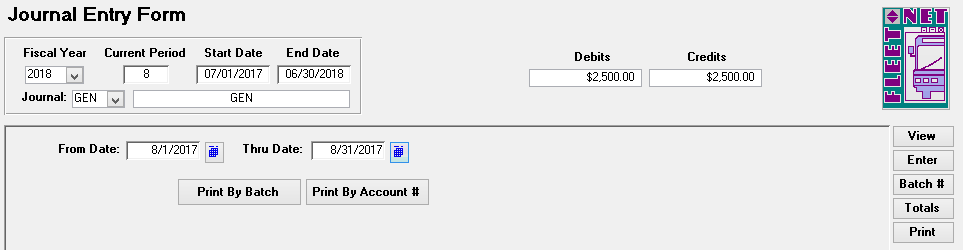 Journal Entry Form
FLEET NET
Fiscal Year Current Period Start Date End Date
2018 8 07/01/2017 06/30/2018
Journal: GEN GEN
Debits Credits
$2,500.00 $2,500.00
From Date: 8/1/2017 Thru Date: 8/31/2017
Print By Batch Print By Account #
View
Enter
Batch #
Totals
Print